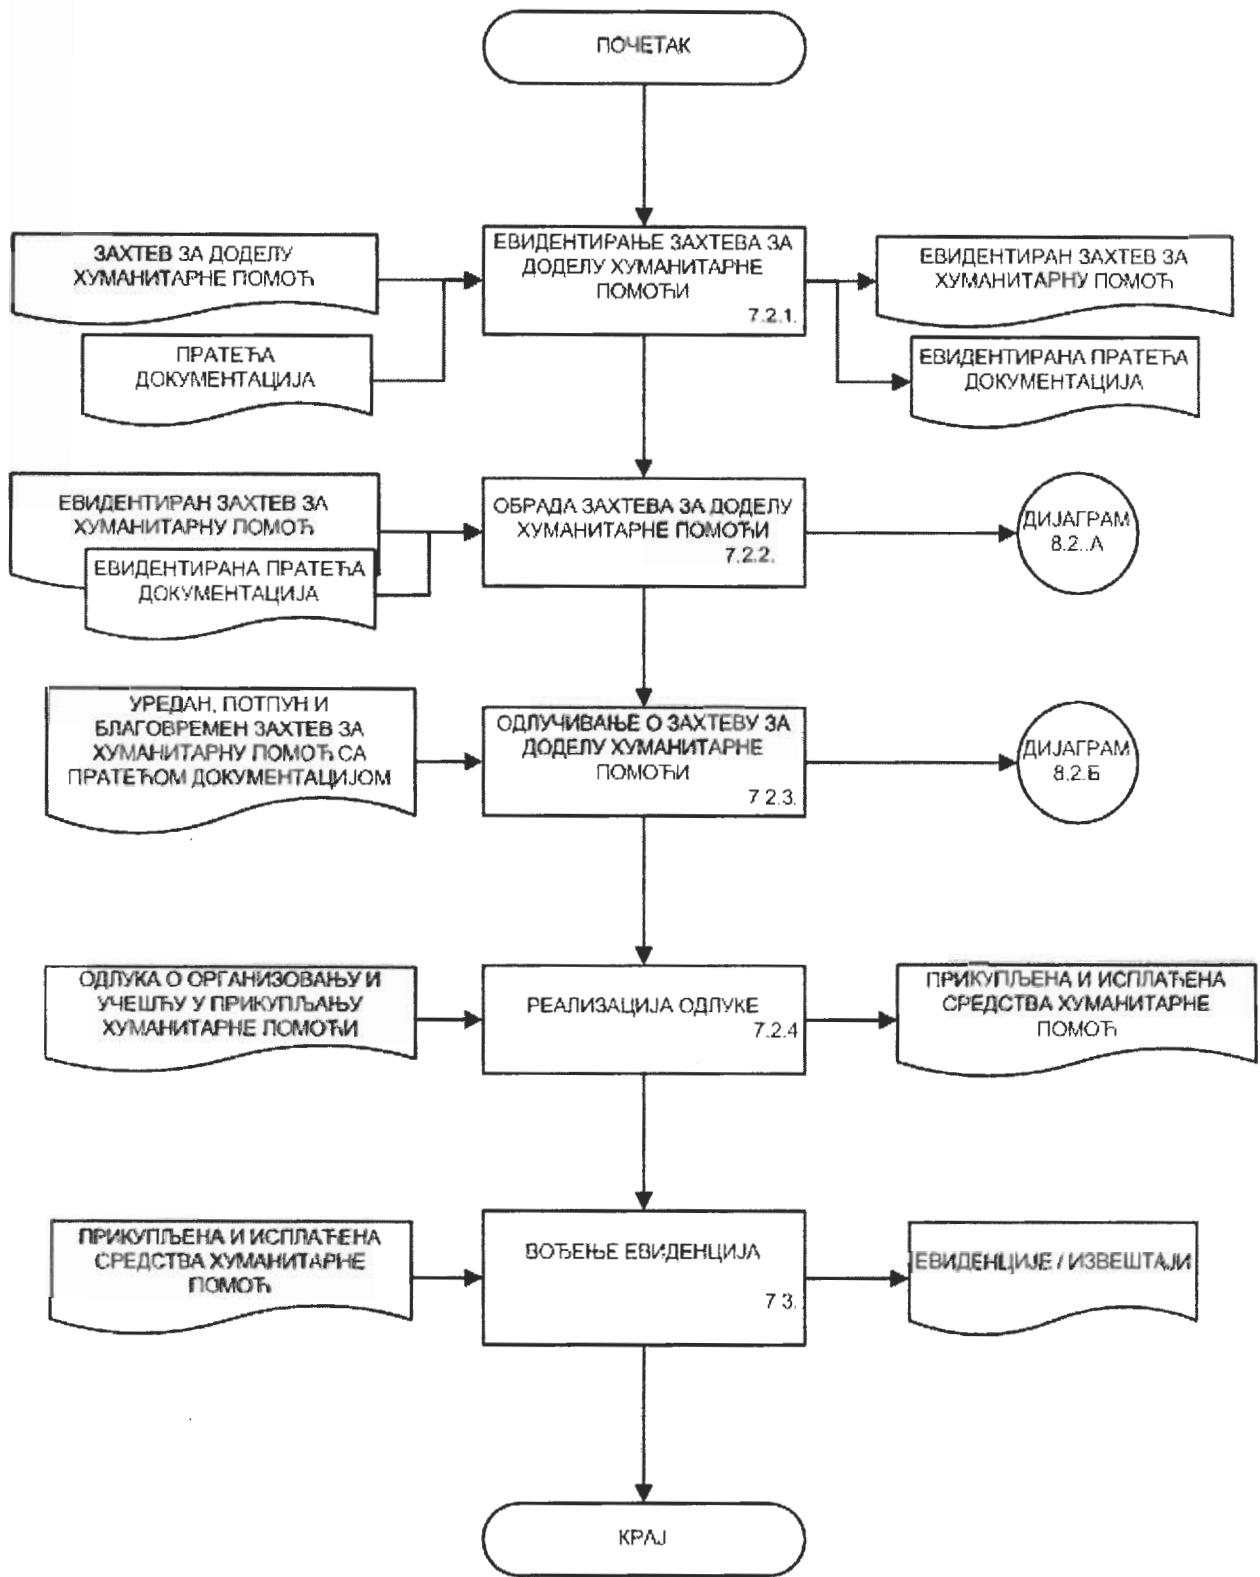 ПОЧЕТАК
ЗАХТЕВ ЗА ДОДЕЛУ
ХУМАНИТАРНЕ ПОМОЋ
ПРАТЕЋА
ДОКУМЕНТАЦИЈА
ЕВИДЕНТИРАЊЕ ЗАХТЕВА ЗА
ДОДЕЛУ ХУМАНИТАРНЕ
ПОМОЋИ
7.2.1.
ЕВИДЕНТИРАН ЗАХТЕВ ЗА
ХУМАНИТАРНУ ПОМОЋ
ЕВИДЕНТИРАНА ПРАТЕЋА
ДОКУМЕНТАЦИЈА
ЕВИДЕНТИРАН ЗАХТЕВ ЗА
ХУМАНИТАРНУ ПОМОЋ
ЕВИДЕНТИРАНА ПРАТЕЋА
ДОКУМЕНТАЦИЈА
ОБРАДА ЗАХТЕВА ЗА ДОДЕЛУ
ХУМАНИТАРНЕ ПОМОЋИ
7.2.2.
ДИЈАГРАМ
8.2..А
УРЕДАН, ПОТПУН И
БЛАГОВРЕМЕН ЗАХТЕВ ЗА
ХУМАНИТАРНУ ПОМОЋ СА
ПРАТЕЋОМ ДОКУМЕНТАЦИЈОМ
ОДЛУЧИВАЊЕ О ЗАХТЕВУ ЗА
ДОДЕЛУ ХУМАНИТАРНЕ
ПОМОЋИ
7 2.3.
ДИЈАГРАМ
8.2.Б
ОДЛУКА О ОРГАНИЗОВАЊУ И
УЧЕШЋУ У ПРИКУПЉАЊУ
ХУМАНИТАРНЕ ПОМОЋИ
РЕАЛИЗАЦИЈА ОДЛУКЕ
7.2.4
ПРИКУПЉЕНА И ИСПЛАЋЕНА
СРЕДСТВА ХУМАНИТАРНЕ
ПОМОЋ
ПРИКУПЉЕНА И ИСПЛАЋЕНА
СРЕДСТВА ХУМАНИТАРНЕ
ПОМОЋ
ВОЂЕЊЕ ЕВИДЕНЦИЈА
7 3.
ЕВИДЕНЦИЈЕ / ИЗВЕШТАЈИ
КРАЈ